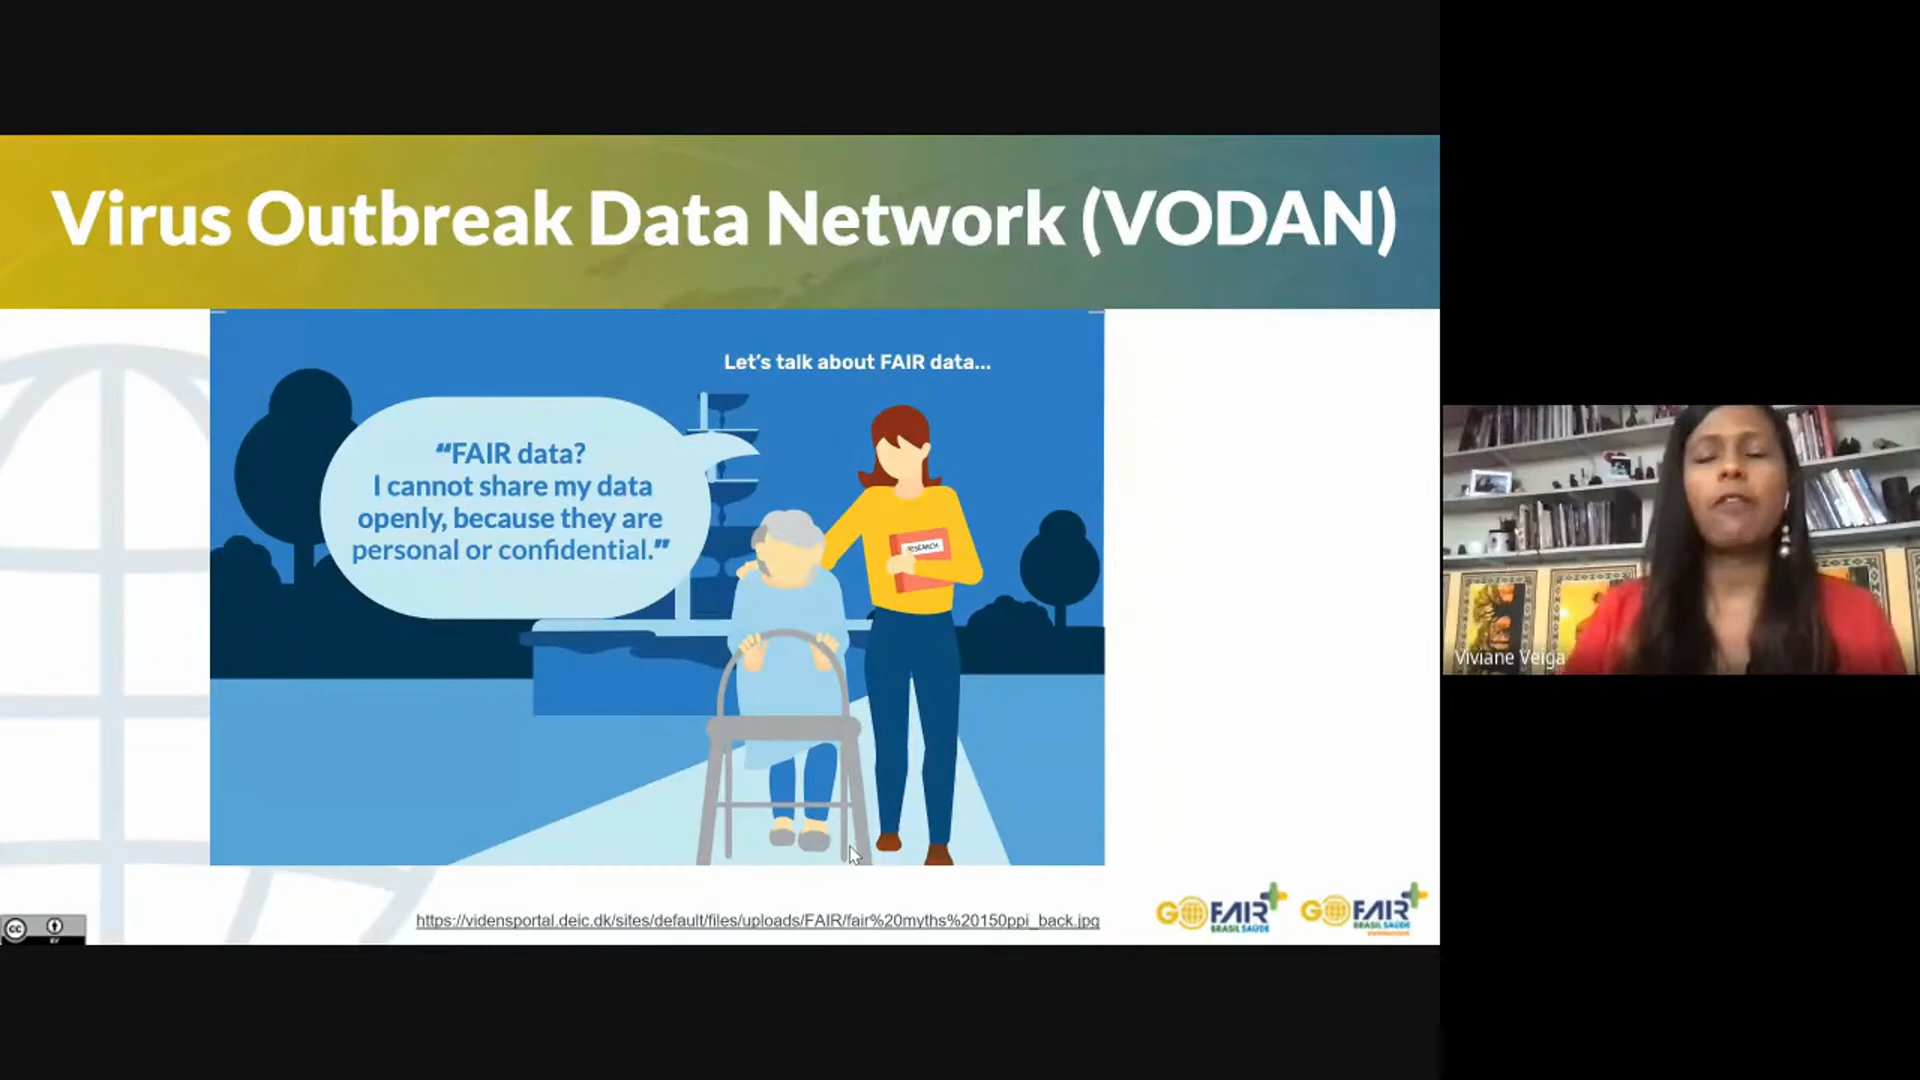 Virus Outbreak Data Network (VODAN)
Let's talk about FAIR data...
"FAIR data?
I cannot share my data
openly, because they are
personal or confidential."
RESEARCH
Viviane Veiga
https://vidensportal.deic.dk/sites/default/files/uploads/FAIR/fair%20myths%20150ppi_back.jpg
GO FAIR
BRASIL SAÚDE
GO FAIR
BRASIL SAÚDE
cc
BY